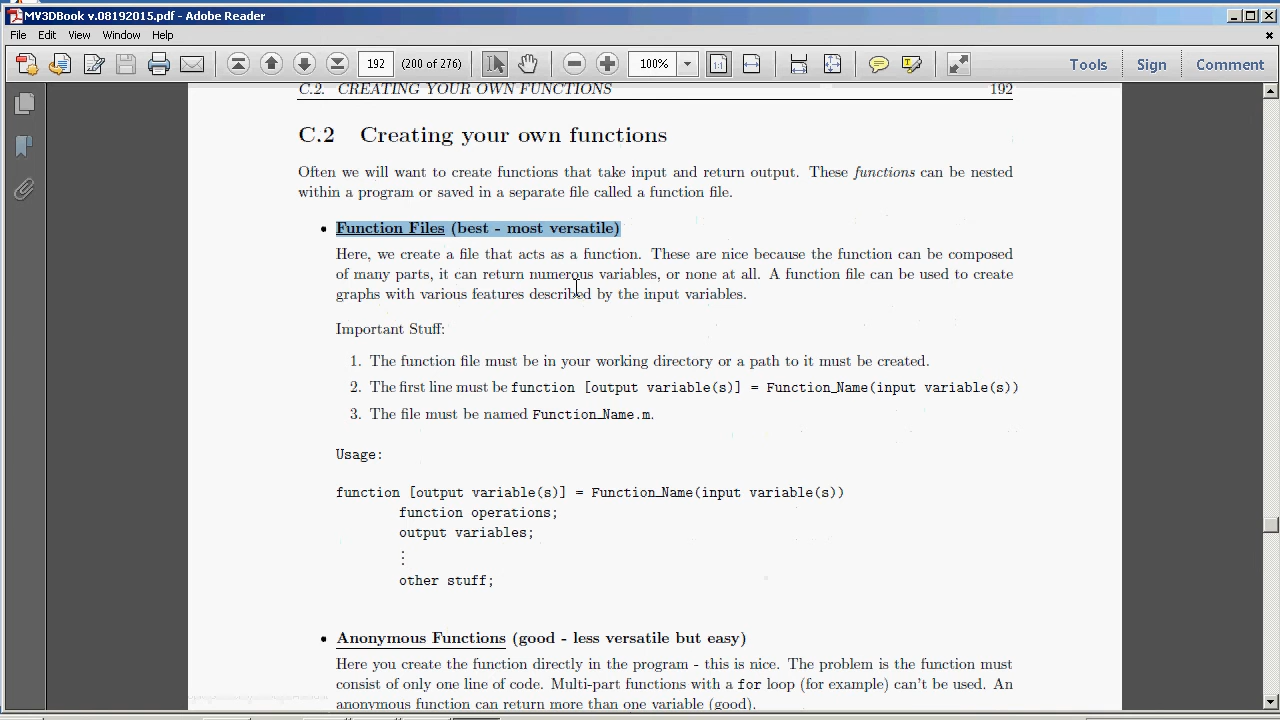 MV3DBook v.08192015.pdf - Adobe Reader
File Edit View Window Help
192 (200 of 276) 100% Tools Sign Comment
C.2. CREATING YOUR OWN FUNCTIONS 192
C.2 Creating your own functions
Often we will want to create functions that take input and return output. These functions can be nested
within a program or saved in a separate file called a function file.
• Function Files (best - most versatile)
Here, we create a file that acts as a function. These are nice because the function can be composed
of many parts, it can return numerous variables, or none at all. A function file can be used to create
graphs with various features described by the input variables.
Important Stuff:
1. The function file must be in your working directory or a path to it must be created.
2. The first line must be function [output variable(s)] = Function_Name(input variable(s))
3. The file must be named Function_Name.m.
Usage:
function [output variable(s)] = Function_Name(input variable(s))
function operations;
output variables;
⋮
other stuff;
• Anonymous Functions (good - less versatile but easy)
Here you create the function directly in the program - this is nice. The problem is the function must
consist of only one line of code. Multi-part functions with a for loop (for example) can't be used. An
anonymous function can return more than one variable (good).